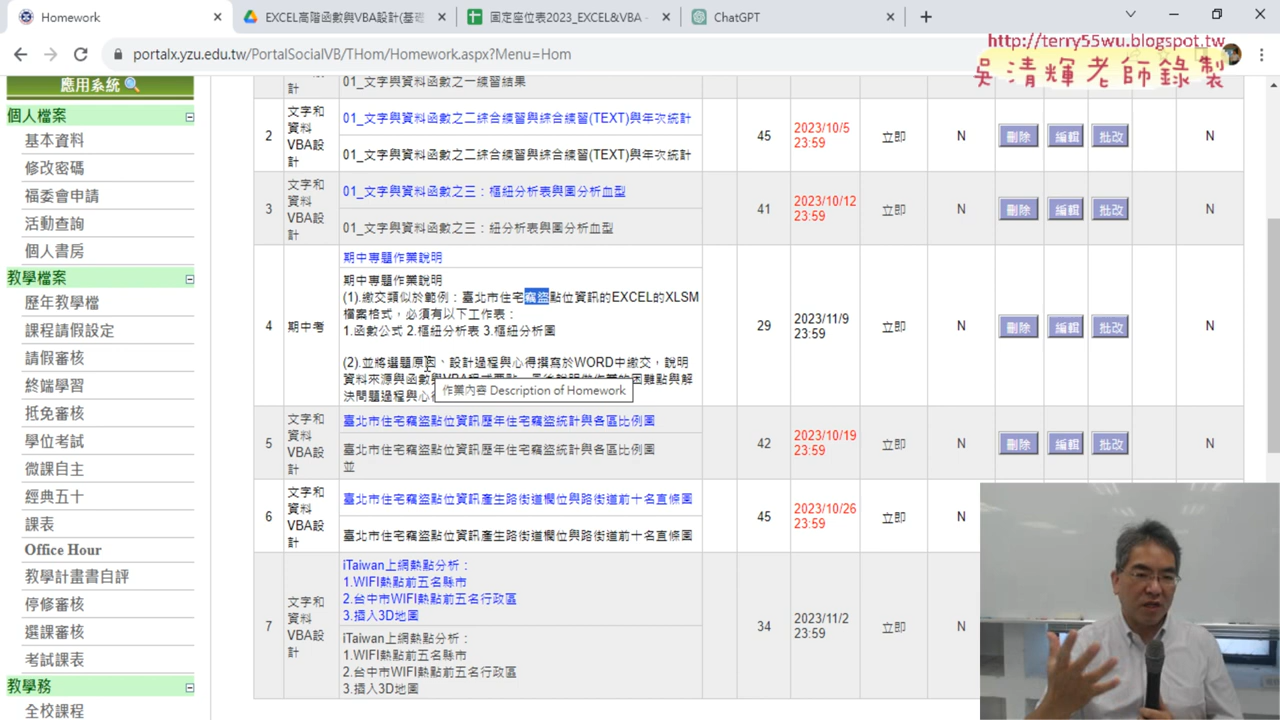 Homework
EXCEL高階函數與VBA設計(基礎
固定座位表2023_EXCEL&VBA -
ChatGPT
portalx.yzu.edu.tw/PortalSocialVB/THom/Homework.aspx?Menu=Hom
http://terry55wu.blogspot.tw
吳清輝老師錄製
應用系統
個人檔案
基本資料
修改密碼
福委會申請
活動查詢
個人書房
教學檔案
歷年教學檔
課程請假設定
請假審核
終端學習
抵免審核
學位考試
微課自主
經典五十
課表
Office Hour
教學計畫書自評
停修審核
選課審核
考試課表
教學務
全校課程
計
01_文字與資料函數之一練習結果
2
文字和
資料
VBA設
計
01_文字與資料函數之二綜合練習與綜合練習(TEXT)與年次統計
01_文字與資料函數之二綜合練習與綜合練習(TEXT)與年次統計
45
2023/10/5
23:59
立即
N
刪除
編輯
批改
N
3
文字和
資料
VBA設
計
01_文字與資料函數之三：樞紐分析表與圖分析血型
01_文字與資料函數之三：紐分析表與圖分析血型
41
2023/10/12
23:59
立即
N
刪除
編輯
批改
N
4
期中考
期中專題作業說明
期中專題作業說明
(1).繳交類似於範例：臺北市住宅竊盜點位資訊的EXCEL的XLSM
檔案格式，必須有以下工作表：
1.函數公式 2.樞紐分析表 3.樞紐分析圖
(2).並將選題原因、設計過程與心得撰寫於WORD中繳交，說明
資料來源與函數與VBA程式要點，最後說明做作業的困難點與解
決問題過程與心得
作業內容 Description of Homework
29
2023/11/9
23:59
立即
N
刪除
編輯
批改
N
5
文字和
資料
VBA設
計
臺北市住宅竊盜點位資訊歷年住宅竊盜統計與各區比例圖
臺北市住宅竊盜點位資訊歷年住宅竊盜統計與各區比例圖
並
42
2023/10/19
23:59
立即
N
刪除
編輯
批改
N
6
文字和
資料
VBA設
計
臺北市住宅竊盜點位資訊產生路街道欄位與路街道前十名直條圖
臺北市住宅竊盜點位資訊產生路街道欄位與路街道前十名直條圖
45
2023/10/26
23:59
立即
N
7
文字和
資料
VBA設
計
iTaiwan上網熱點分析：
1.WIFI熱點前五名縣市
2.台中市WIFI熱點前五名行政區
3.插入3D地圖
iTaiwan上網熱點分析：
1.WIFI熱點前五名縣市
2.台中市WIFI熱點前五名行政區
3.插入3D地圖
34
2023/11/2
23:59
立即
N